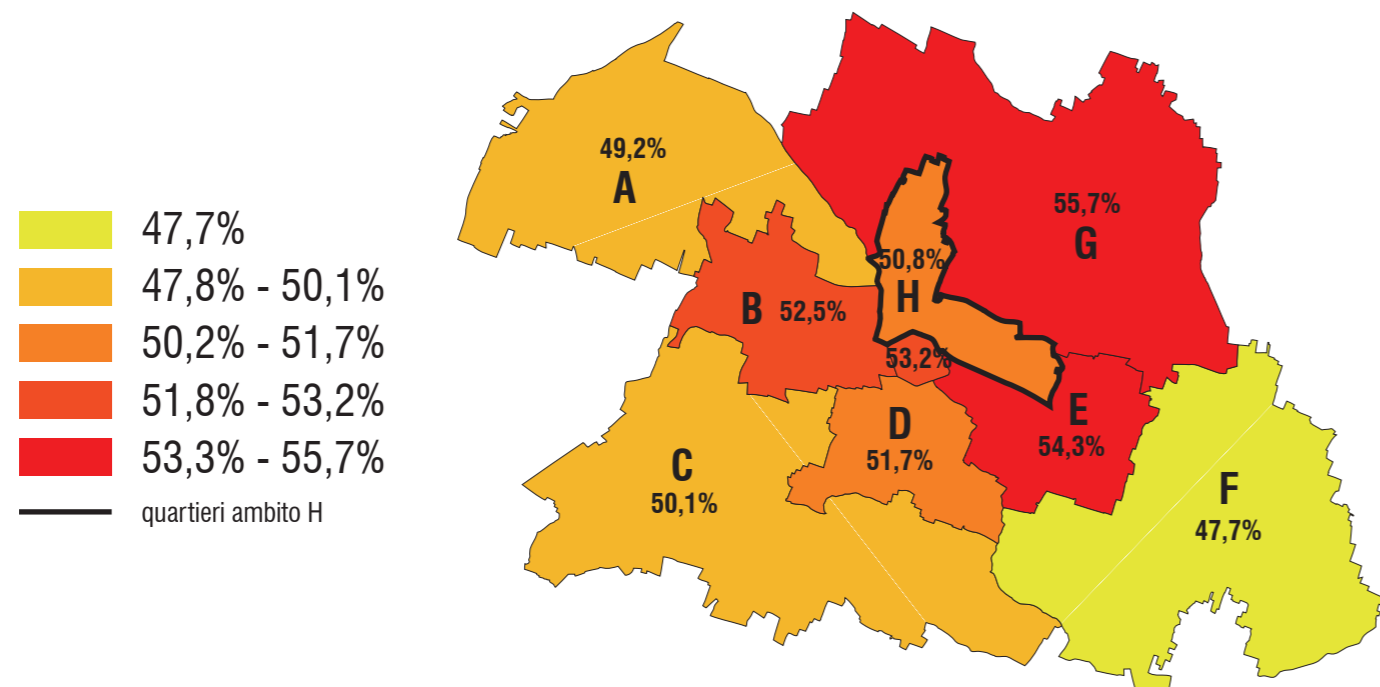 47,7%
47,8% - 50,1%
50,2% - 51,7%
51,8% - 53,2%
53,3% - 55,7%
quartieri ambito H
49,2%
A
55,7%
G
50,8%
H
B 52,5%
53,2%
D
51,7%
E
54,3%
C
50,1%
F
47,7%